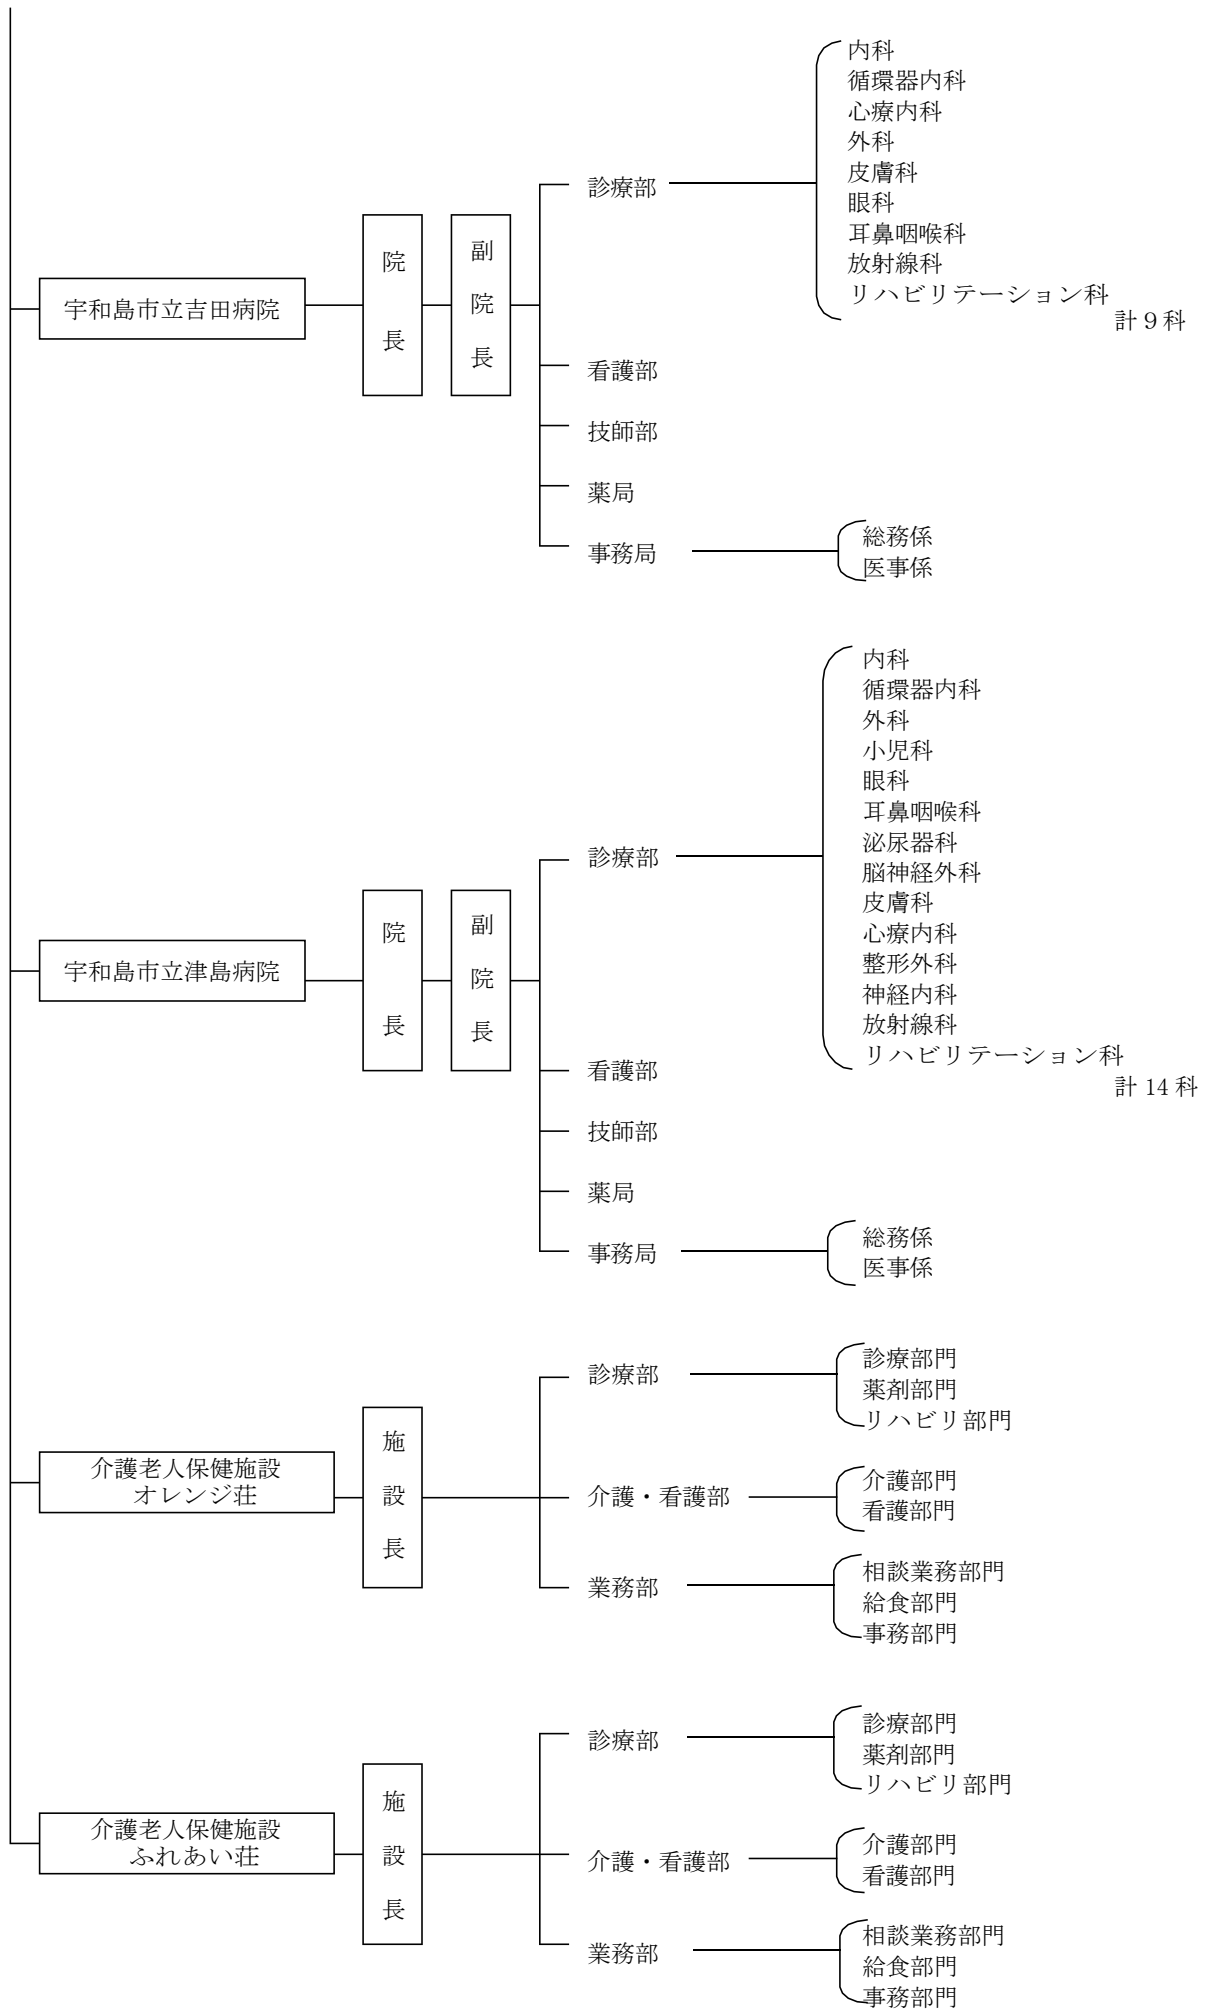 宇和島市立吉田病院
院長
副院長
診療部
内科
循環器内科
心療内科
外科
皮膚科
眼科
耳鼻咽喉科
放射線科
リハビリテーション科
計９科
看護部
技師部
薬局
事務局
総務係
医事係
宇和島市立津島病院
院長
副院長
診療部
内科
循環器内科
外科
小児科
眼科
耳鼻咽喉科
泌尿器科
脳神経外科
皮膚科
心療内科
整形外科
神経内科
放射線科
リハビリテーション科
計 14 科
看護部
技師部
薬局
事務局
総務係
医事係
介護老人保健施設
オレンジ荘
施設長
診療部
診療部門
薬剤部門
リハビリ部門
介護・看護部
介護部門
看護部門
業務部
相談業務部門
給食部門
事務部門
介護老人保健施設
ふれあい荘
施設長
診療部
診療部門
薬剤部門
リハビリ部門
介護・看護部
介護部門
看護部門
業務部
相談業務部門
給食部門
事務部門